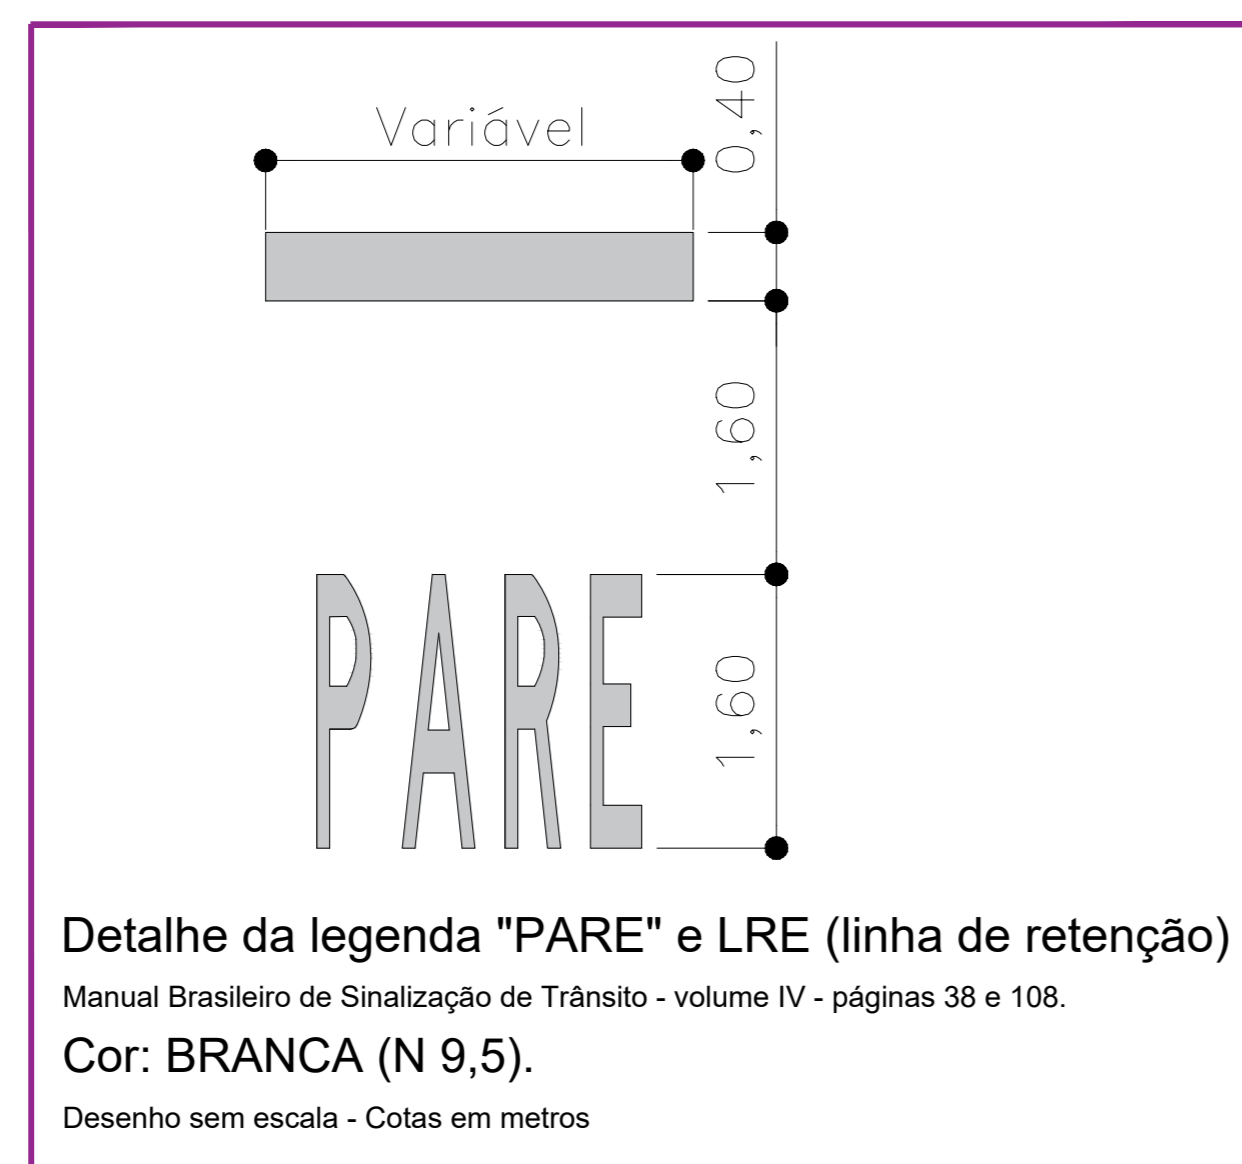 Variável
0,40
1,60
PARE
1,60
Detalhe da legenda "PARE" e LRE (linha de retenção)
Manual Brasileiro de Sinalização de Trânsito - volume IV - páginas 38 e 108.
Cor: BRANCA (N 9,5).
Desenho sem escala - Cotas em metros